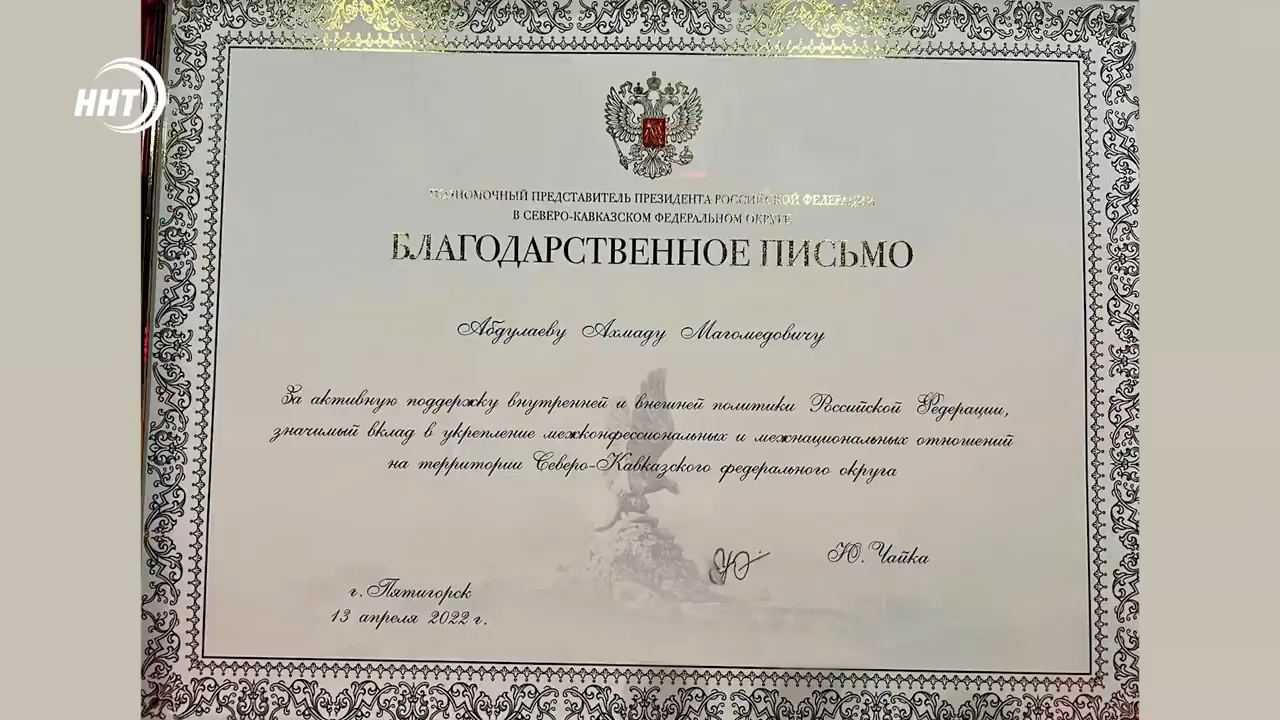 ННТ
ПОЛНОМОЧНЫЙ ПРЕДСТАВИТЕЛЬ ПРЕЗИДЕНТА РОССИЙСКОЙ ФЕДЕРАЦИИ
В СЕВЕРО-КАВКАЗСКОМ ФЕДЕРАЛЬНОМ ОКРУГЕ
БЛАГОДАРСТВЕННОЕ ПИСЬМО
Абдулаеву Ахмаду Магомедовичу
За активную поддержку внутренней и внешней политики Российской Федерации,
значимый вклад в укрепление межконфессиональных и межнациональных отношений
на территории Северо-Кавказского федерального округа
Ю. Чайка
г. Пятигорск
13 апреля 2022 г.